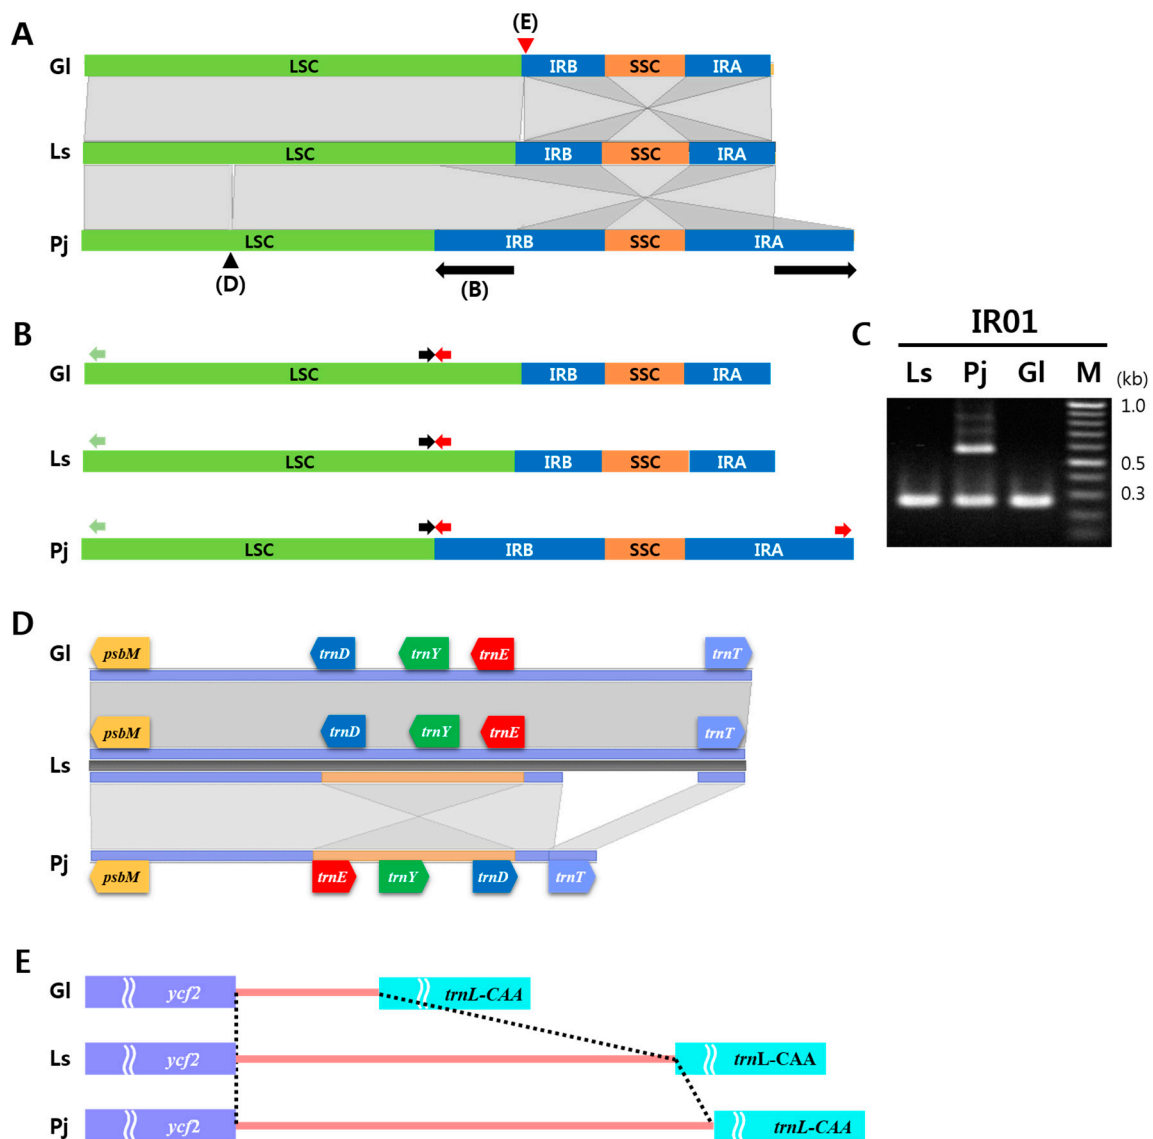 A
(E)
Gl LSC IRB SSC IRA
Ls LSC IRB SSC IRA
Pj LSC IRB SSC IRA
(D) (B)
B
Gl LSC IRB SSC IRA
Ls LSC IRB SSC IRA
Pj LSC IRB SSC IRA
C IR01
Ls Pj Gl M (kb)
1.0
0.5
0.3
D
Gl psbM trnD trnY trnE trnT
psbM trnD trnY trnE trnT
Ls
Pj
psbM trnE trnY trnD trnT
E
Gl ycf2 trnL-CAA
Ls ycf2 trnL-CAA
Pj ycf2 trnL-CAA